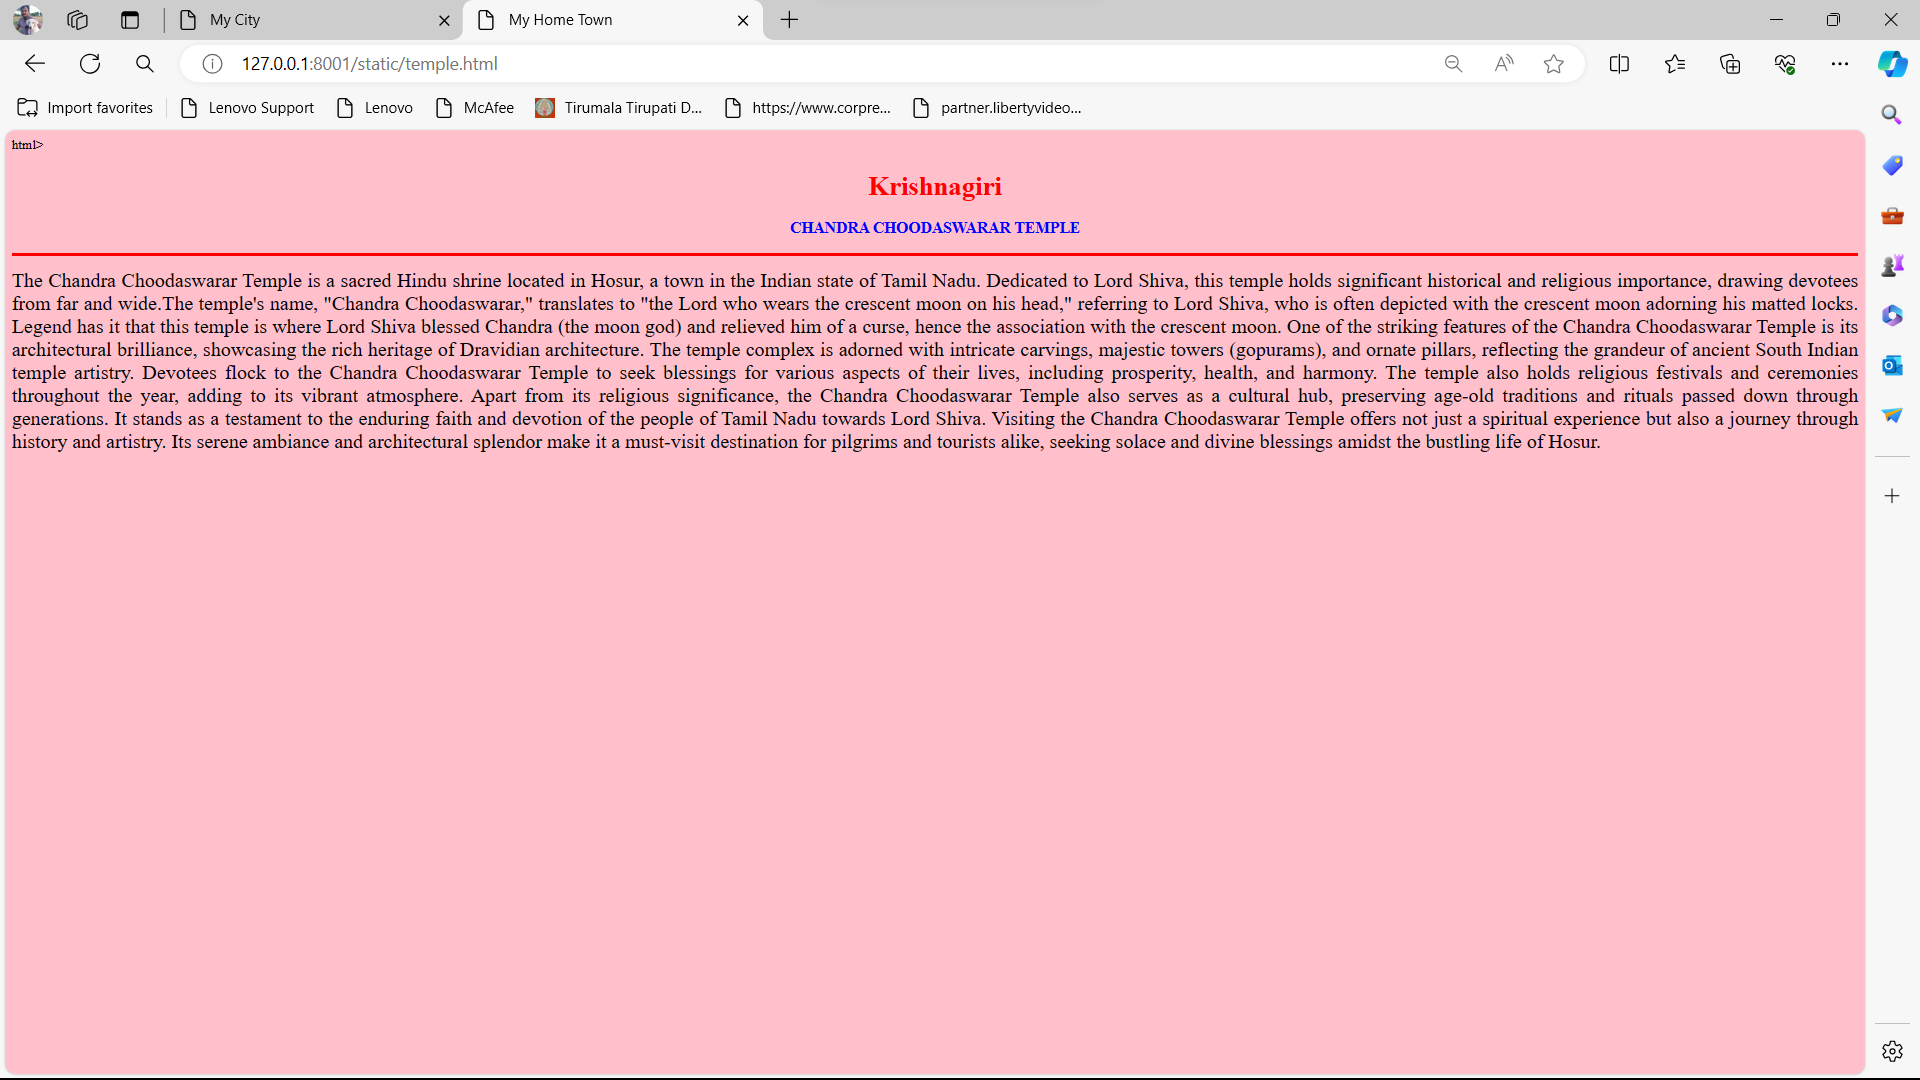 My City
My Home Town
127.0.0.1:8001/static/temple.html
Import favorites
Lenovo Support
Lenovo
McAfee
Tirumala Tirupati D...
https://www.corpre...
partner.libertyvideo...
html>
Krishnagiri
CHANDRA CHOODASWARAR TEMPLE
The Chandra Choodaswarar Temple is a sacred Hindu shrine located in Hosur, a town in the Indian state of Tamil Nadu. Dedicated to Lord Shiva, this temple holds significant historical and religious importance, drawing devotees
from far and wide.The temple's name, "Chandra Choodaswarar," translates to "the Lord who wears the crescent moon on his head," referring to Lord Shiva, who is often depicted with the crescent moon adorning his matted locks.
Legend has it that this temple is where Lord Shiva blessed Chandra (the moon god) and relieved him of a curse, hence the association with the crescent moon. One of the striking features of the Chandra Choodaswarar Temple is its
architectural brilliance, showcasing the rich heritage of Dravidian architecture. The temple complex is adorned with intricate carvings, majestic towers (gopurams), and ornate pillars, reflecting the grandeur of ancient South Indian
temple artistry. Devotees flock to the Chandra Choodaswarar Temple to seek blessings for various aspects of their lives, including prosperity, health, and harmony. The temple also holds religious festivals and ceremonies
throughout the year, adding to its vibrant atmosphere. Apart from its religious significance, the Chandra Choodaswarar Temple also serves as a cultural hub, preserving age-old traditions and rituals passed down through
generations. It stands as a testament to the enduring faith and devotion of the people of Tamil Nadu towards Lord Shiva. Visiting the Chandra Choodaswarar Temple offers not just a spiritual experience but also a journey through
history and artistry. Its serene ambiance and architectural splendor make it a must-visit destination for pilgrims and tourists alike, seeking solace and divine blessings amidst the bustling life of Hosur.